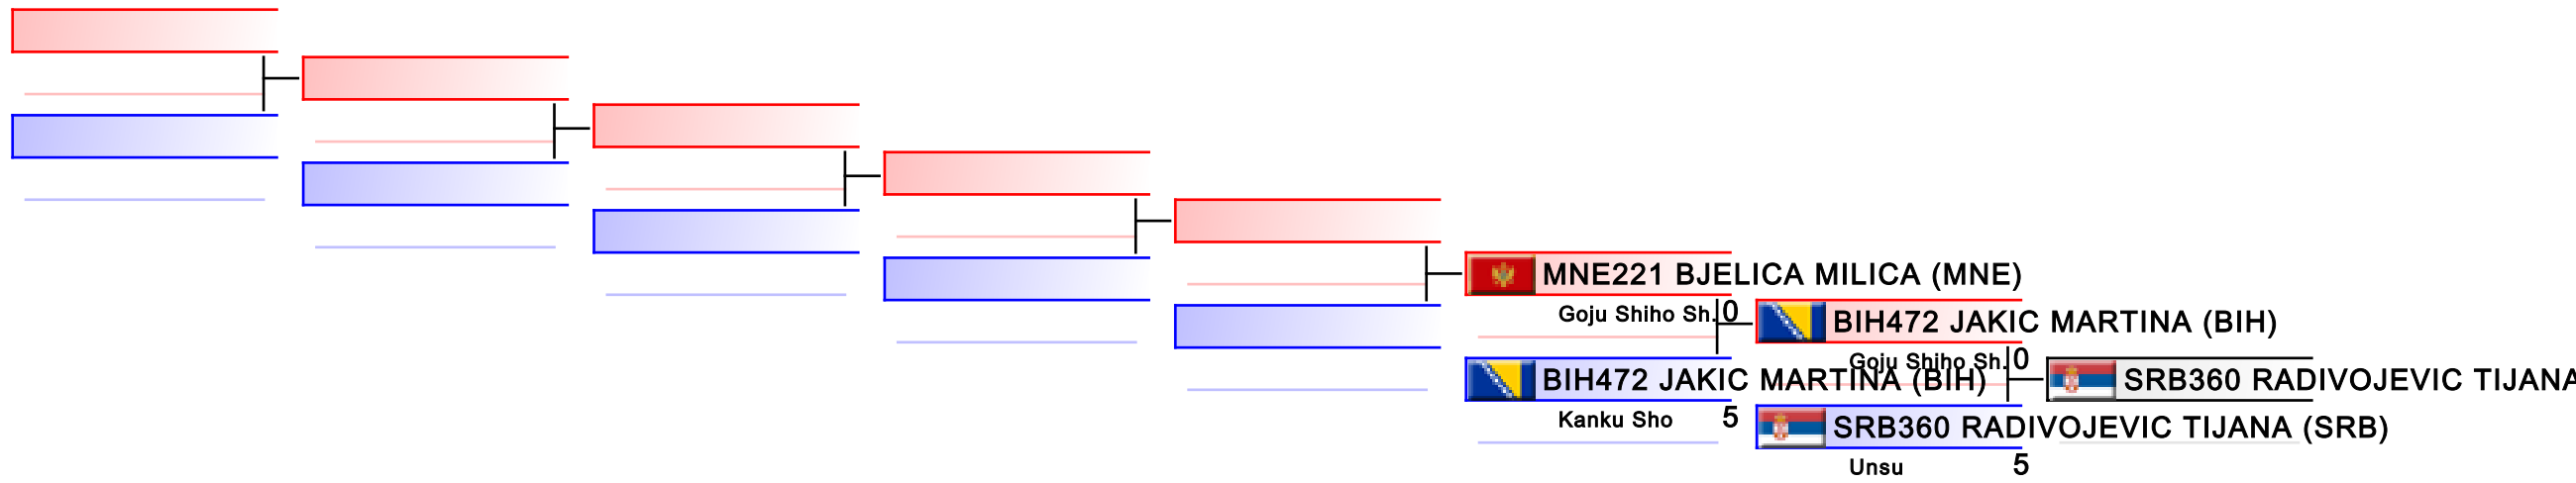 MNE221 BJELICA MILICA (MNE)
Goju Shiho Sh. 0
BIH472 JAKIC MARTINA (BIH)
Goju Shiho Sh. 0
BIH472 JAKIC MARTINA (BIH)
SRB360 RADIVOJEVIC TIJANA
Kanku Sho 5
SRB360 RADIVOJEVIC TIJANA (SRB)
Unsu 5